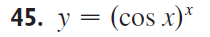 45. y = (cos x)ˣ